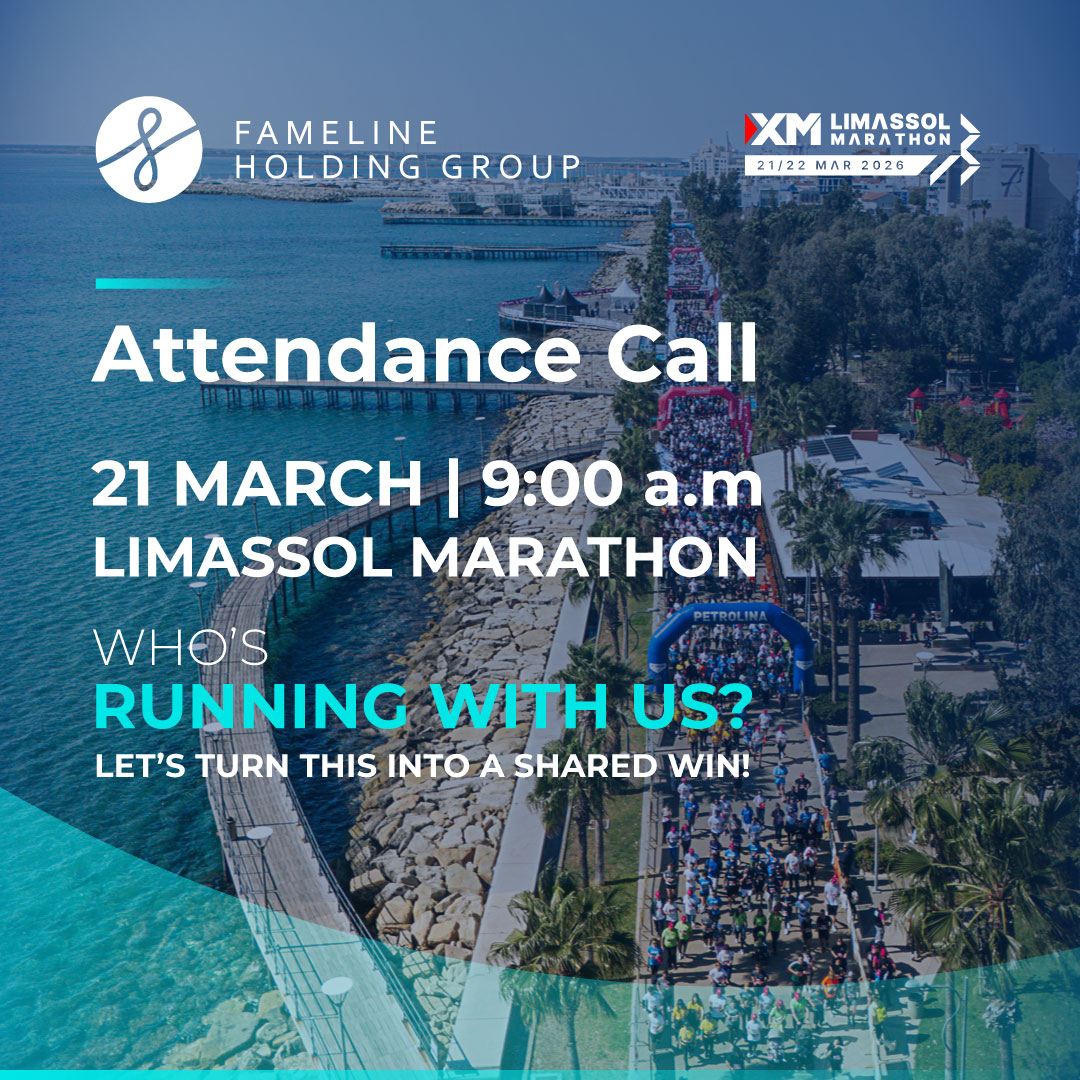 FAMELINE
HOLDING GROUP
XM LIMASSOL
MARATHON
21/22 MAR 2026
Attendance Call
21 MARCH | 9:00 a.m
LIMASSOL MARATHON
WHO'S
RUNNING WITH US?
LET'S TURN THIS INTO A SHARED WIN!
PETROLINA